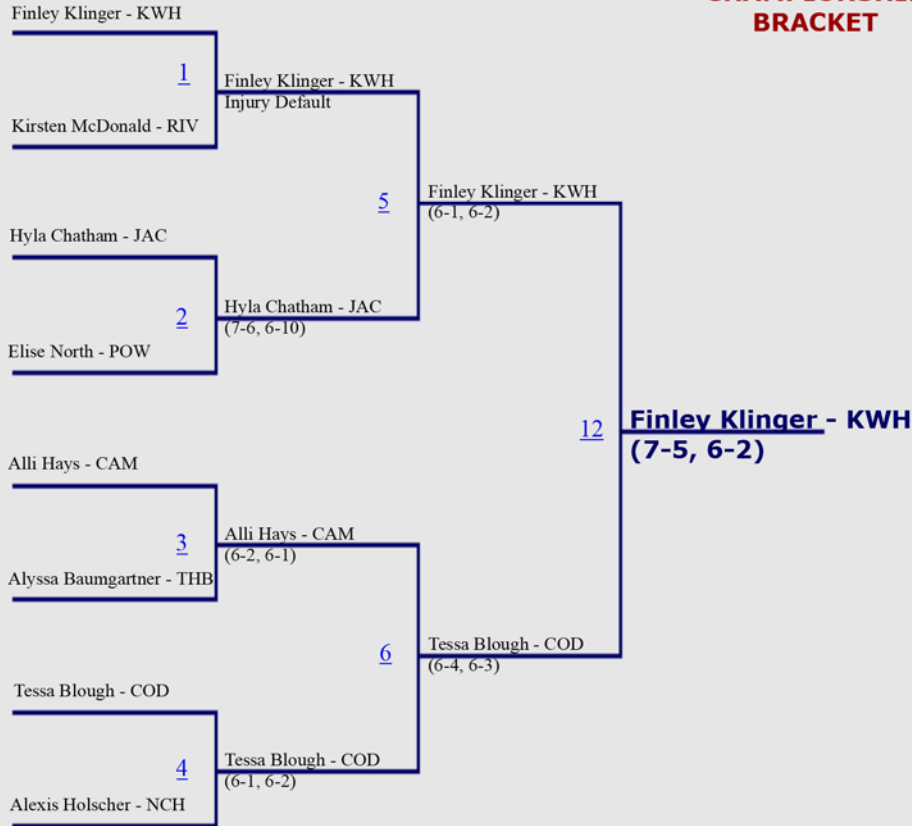 BRACKET
Finley Klinger - KWH
1
Finley Klinger - KWH
Injury Default
Kirsten McDonald - RIV
5
Finley Klinger - KWH
(6-1, 6-2)
Hyla Chatham - JAC
2
Hyla Chatham - JAC
(7-6, 6-10)
Elise North - POW
12
Finley Klinger - KWH
(7-5, 6-2)
Alli Hays - CAM
3
Alli Hays - CAM
(6-2, 6-1)
Alyssa Baumgartner - THB
6
Tessa Blough - COD
(6-4, 6-3)
Tessa Blough - COD
4
Tessa Blough - COD
(6-1, 6-2)
Alexis Holscher - NCH